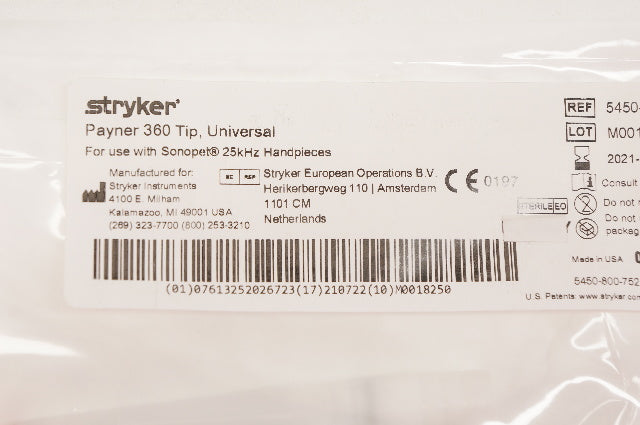 stryker®
Payner 360 Tip, Universal
For use with Sonopet® 25kHz Handpieces
Manufactured for:
Stryker Instruments
4100 E. Milham
Kalamazoo, MI 49001 USA
(269) 323-7700 (800) 253-3210
EC REP
Stryker European Operations B.V.
Herikerbergweg 110 | Amsterdam
1101 CM
Netherlands
CE 0197
REF 5450-
LOT M001
2021-
Consult
STERILE EO
Do not
Do not
packag
Made in USA
5450-800-752
U.S. Patents: www.stryker.com
(01)07613252026723(17)210722(10)M0018250